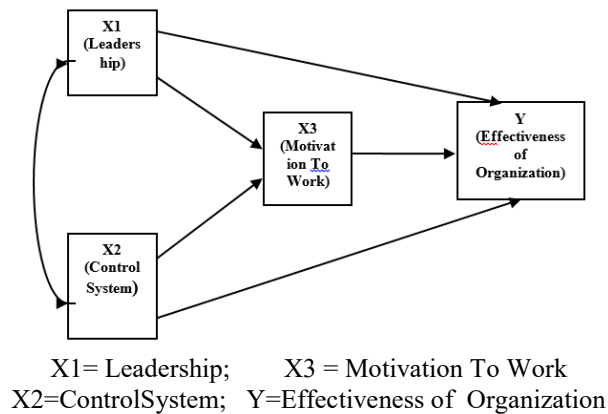 X1
(Leaders
hip)
X3
(Motivat
ion To
Work)
Y
(Effectiveness
of
Organization)
X2
(Control
System)
X1= Leadership; X3 = Motivation To Work
X2=ControlSystem; Y=Effectiveness of Organization